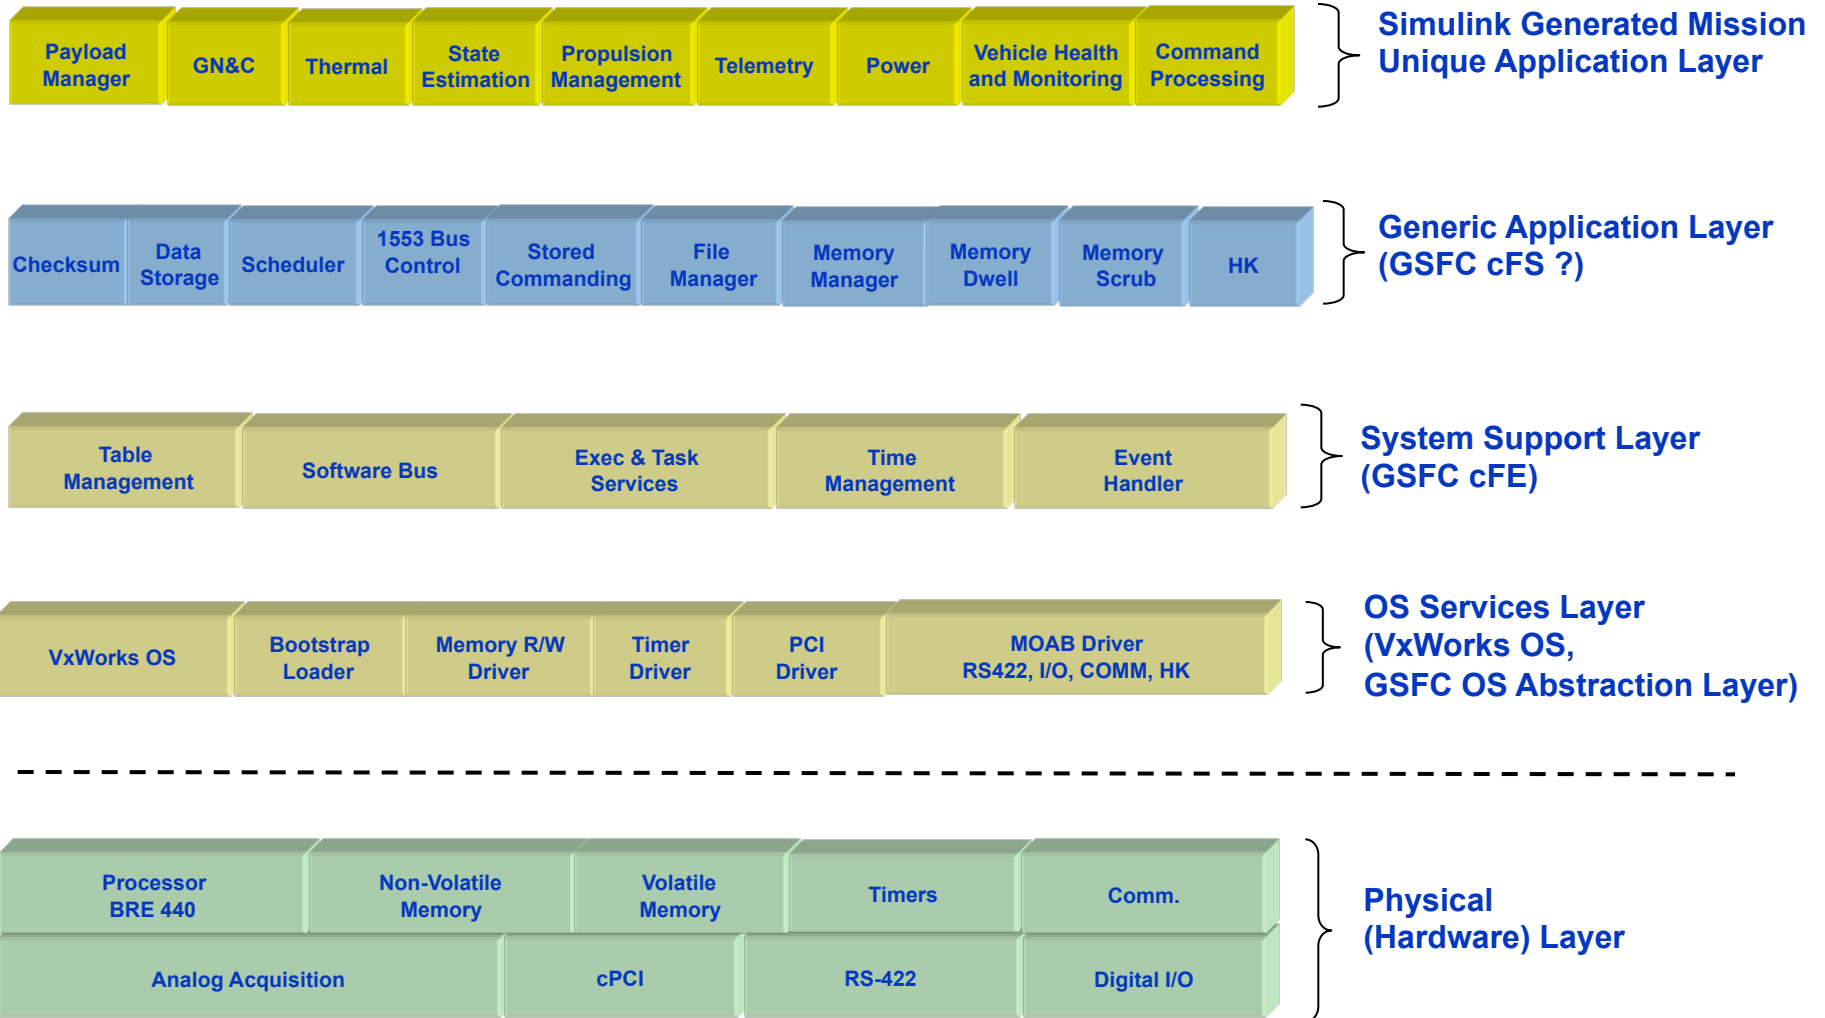 Payload
Manager
GN&C
Thermal
State
Estimation
Propulsion
Management
Telemetry
Power
Vehicle Health
and Monitoring
Command
Processing
Simulink Generated Mission
Unique Application Layer
Checksum
Data
Storage
Scheduler
1553 Bus
Control
Stored
Commanding
File
Manager
Memory
Manager
Memory
Dwell
Memory
Scrub
HK
Generic Application Layer
(GSFC cFS ?)
Table
Management
Software Bus
Exec & Task
Services
Time
Management
Event
Handler
System Support Layer
(GSFC cFE)
VxWorks OS
Bootstrap
Loader
Memory R/W
Driver
Timer
Driver
PCI
Driver
MOAB Driver
RS422, I/O, COMM, HK
OS Services Layer
(VxWorks OS,
GSFC OS Abstraction Layer)
Processor
BRE 440
Non-Volatile
Memory
Volatile
Memory
Timers
Comm.
Analog Acquisition
cPCI
RS-422
Digital I/O
Physical
(Hardware) Layer